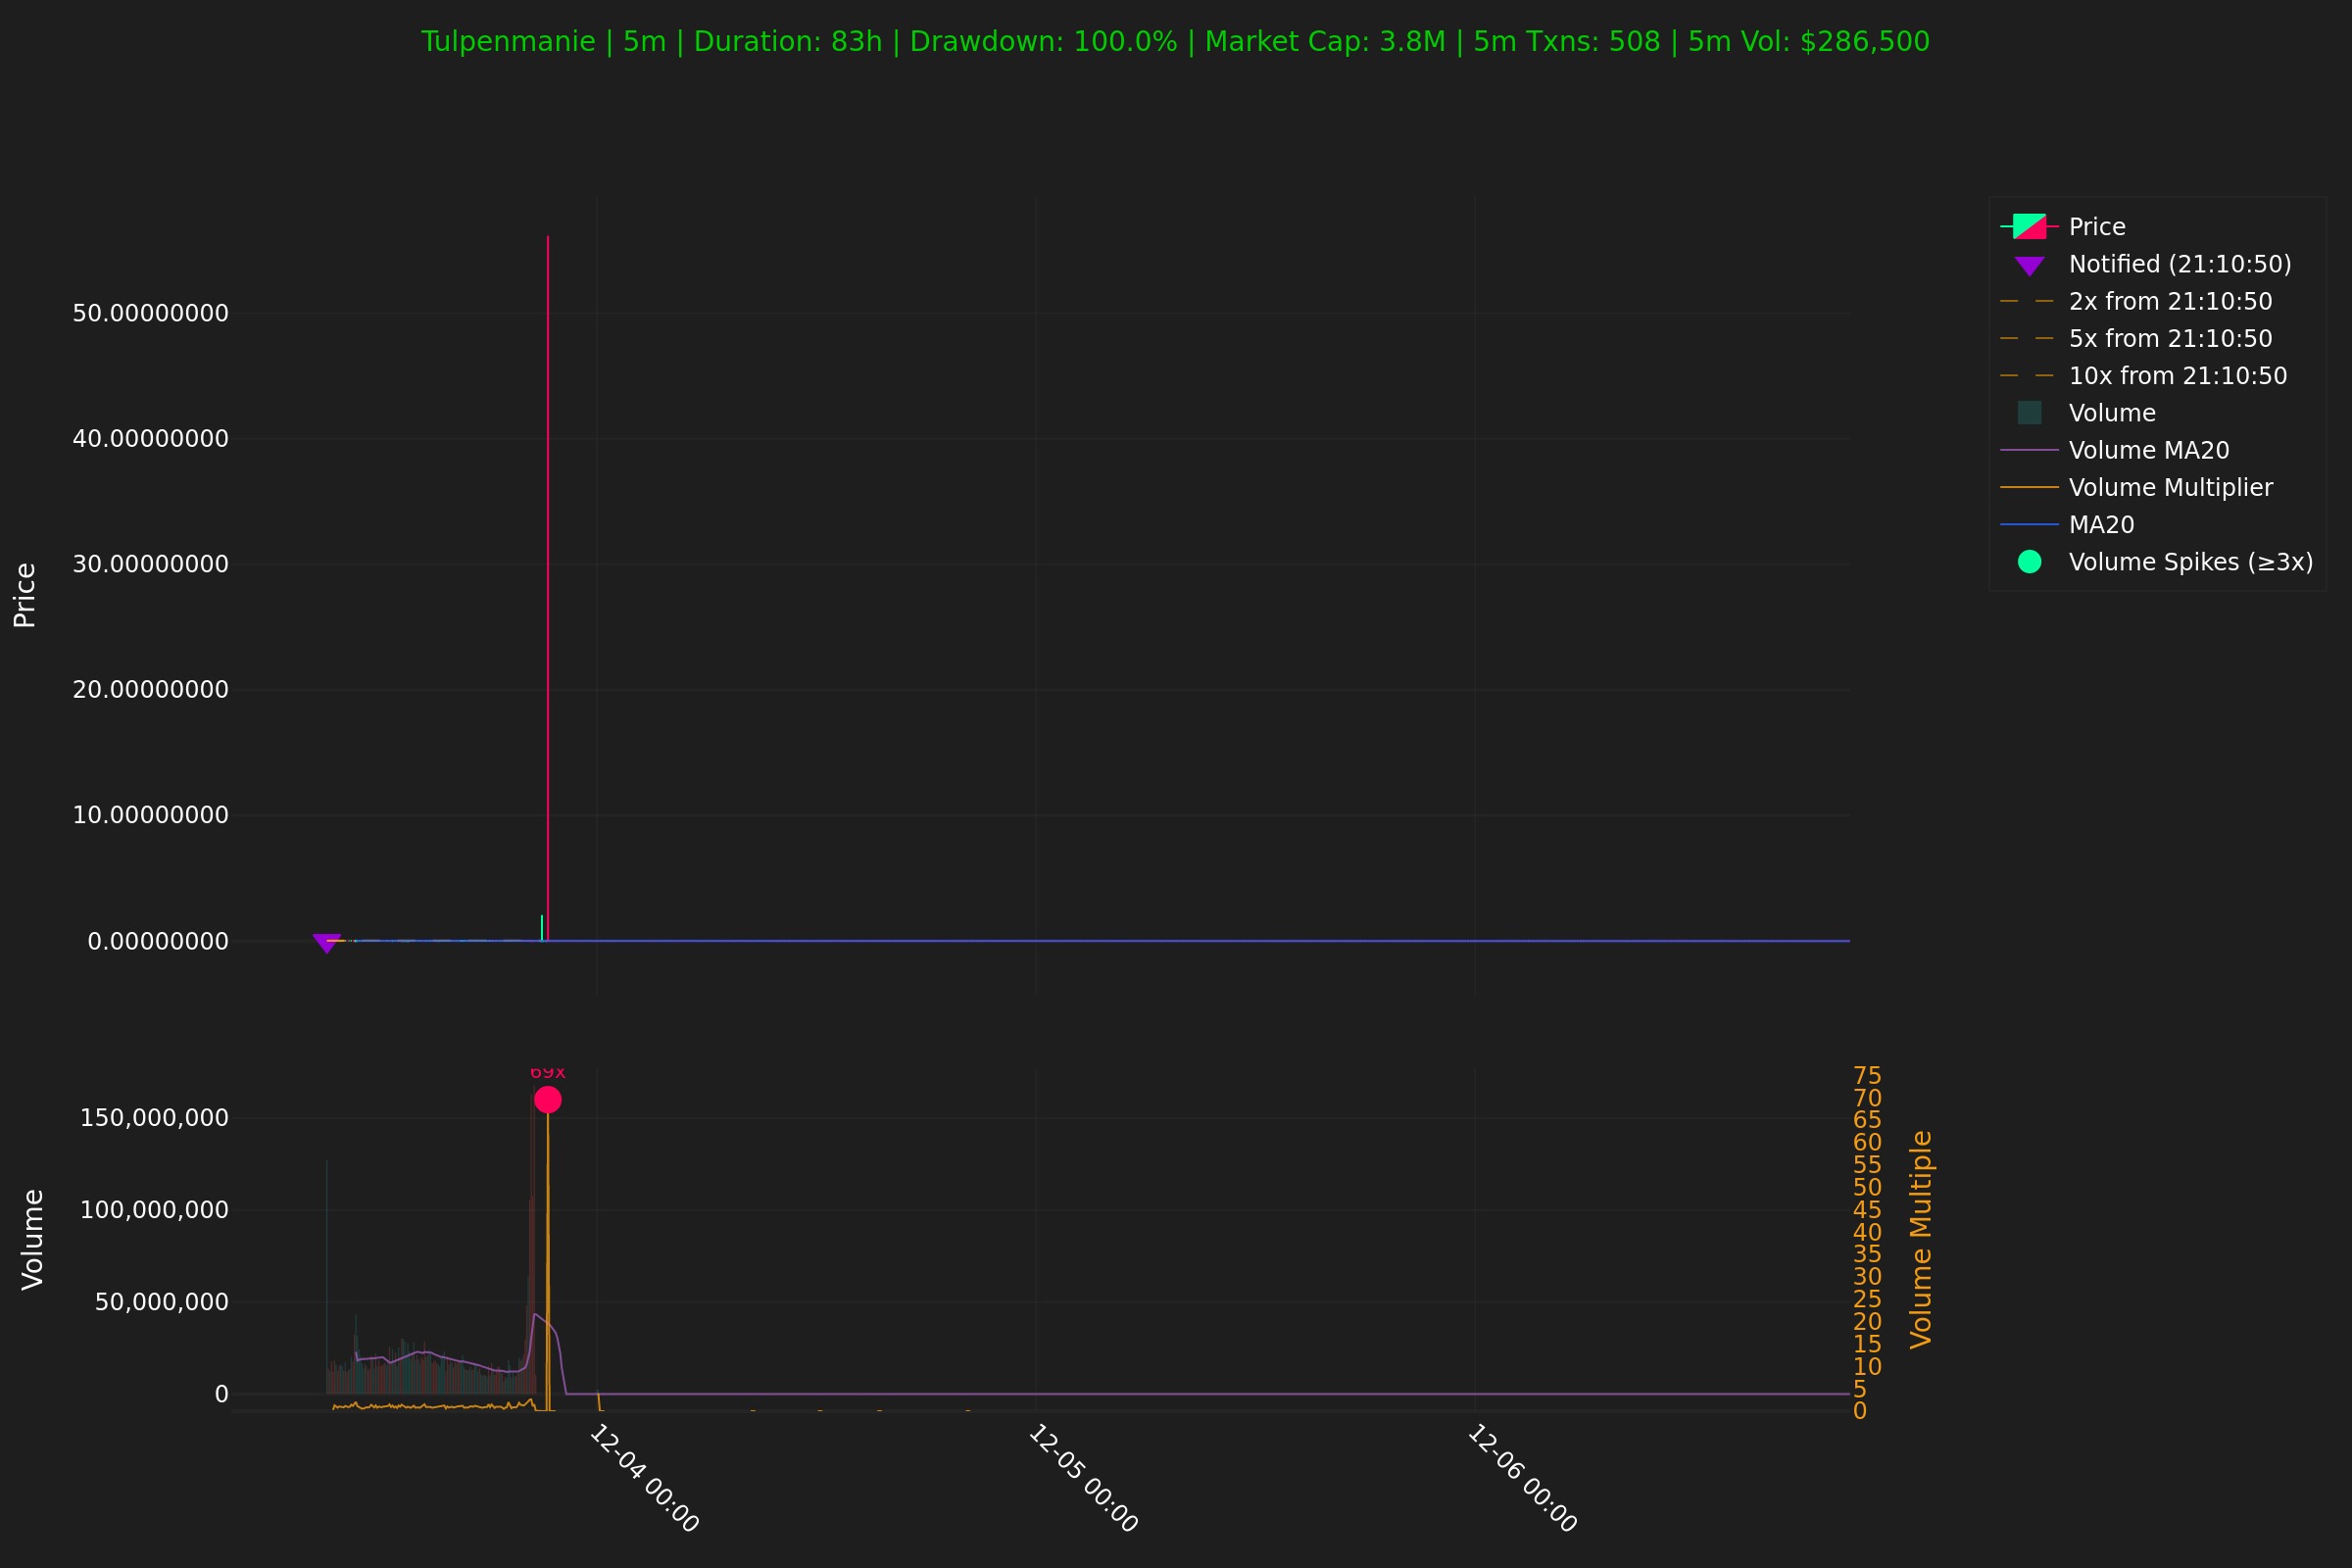 Tulpenmanie | 5m | Duration: 83h | Drawdown: 100.0% | Market Cap: 3.8M | 5m Txns: 508 | 5m Vol: $286,500
Price
50.00000000
40.00000000
30.00000000
20.00000000
10.00000000
0.00000000
Price
Notified (21:10:50)
2x from 21:10:50
5x from 21:10:50
10x from 21:10:50
Volume
Volume MA20
Volume Multiplier
MA20
Volume Spikes (≥3x)
69x
Volume
150,000,000
100,000,000
50,000,000
0
75
70
65
60
55
50
45
40
35
30
25
20
15
10
5
0
Volume Multiple
12-04 00:00
12-05 00:00
12-06 00:00